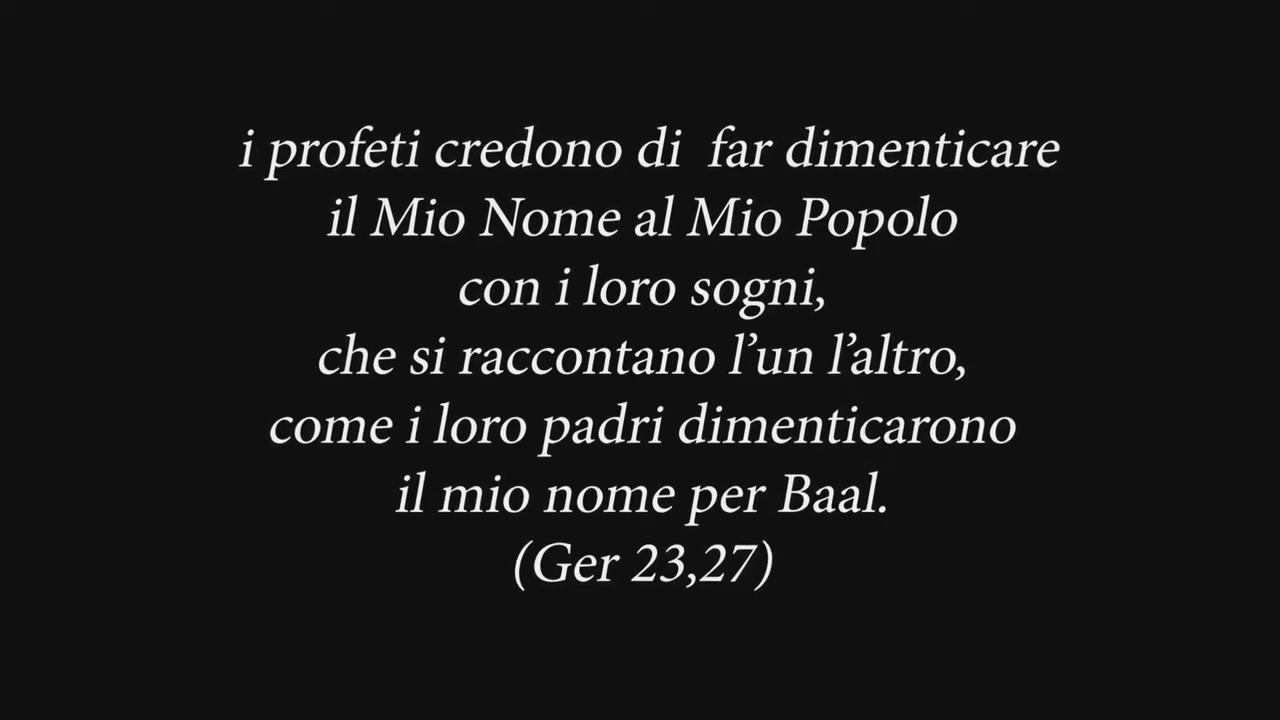 i profeti credono di  far dimenticare
il Mio Nome al Mio Popolo
con i loro sogni,
che si raccontano l’un l’altro,
come i loro padri dimenticarono
il mio nome per Baal.
(Ger 23,27)